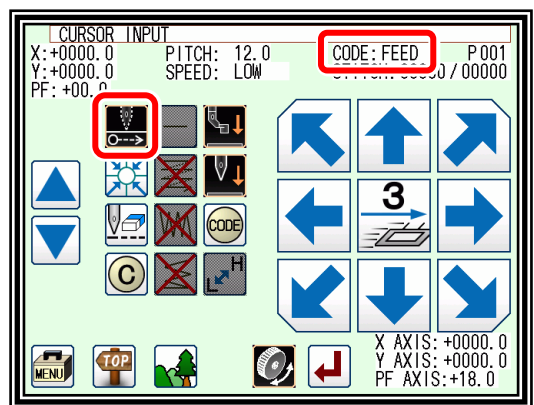 CURSOR INPUT
X:+0000.0 PITCH: 12.0 CODE:FEED P001
Y:+0000.0 SPEED: LOW / 00000
PF:+00.0
CODE
3
C
H
L
X AXIS:+0000.0
Y AXIS:+0000.0
PF AXIS:+18.0
MENU
TOP